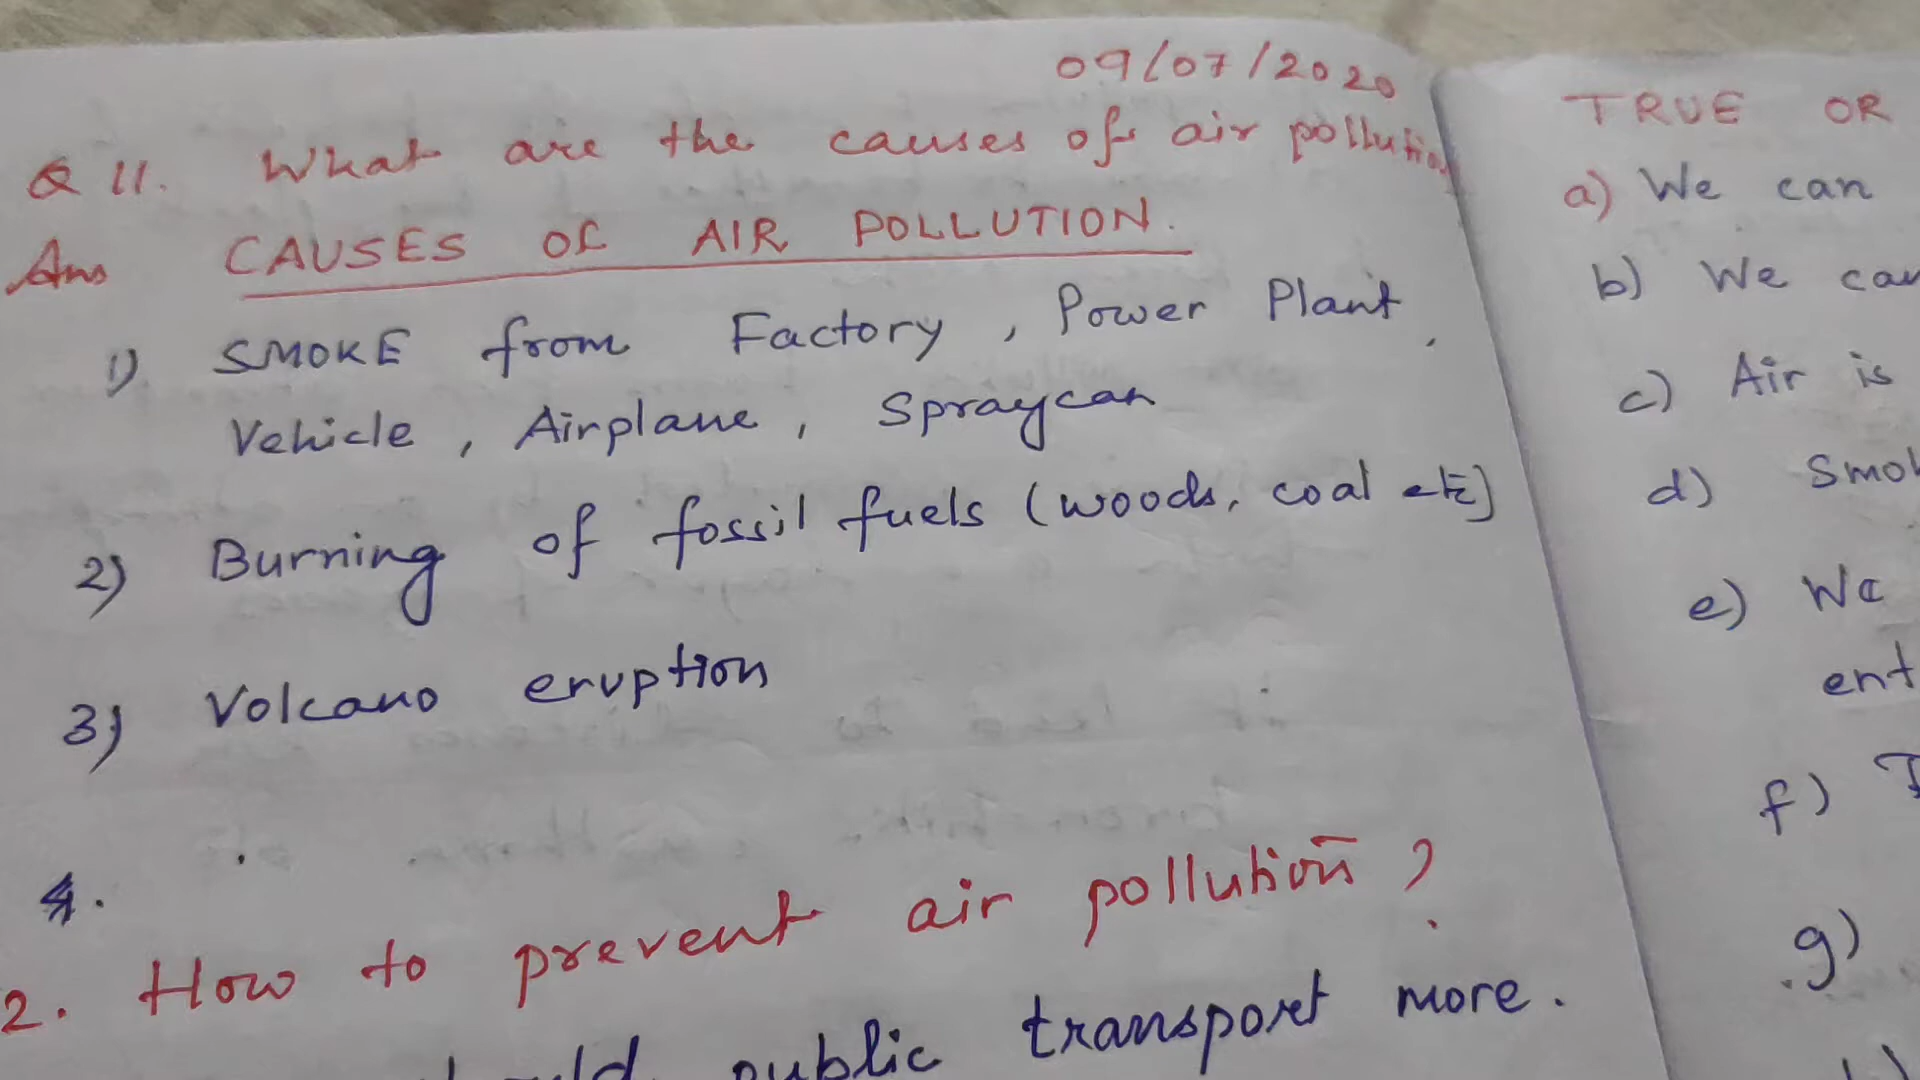 09/07/2020
Q 11. What are the causes of air pollution
Ans CAUSES OF AIR POLLUTION.
1) SMOKE from Factory, Power Plant,
Vehicle, Airplane, Spraycan
2) Burning of fossil fuels (woods, coal etc)
3) Volcano eruption
4.
2. How to prevent air pollution?
public transport more.
TRUE OR
a) We can
b) We can
c) Air is
d) Smok
e) We
ent
f)
g)